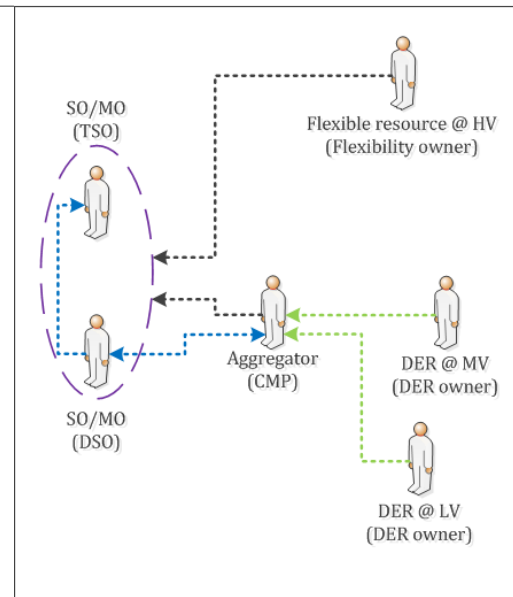 SO/MO
(TSO)
Flexible resource @ HV
(Flexibility owner)
Aggregator
(CMP)
DER @ MV
(DER owner)
SO/MO
(DSO)
DER @ LV
(DER owner)